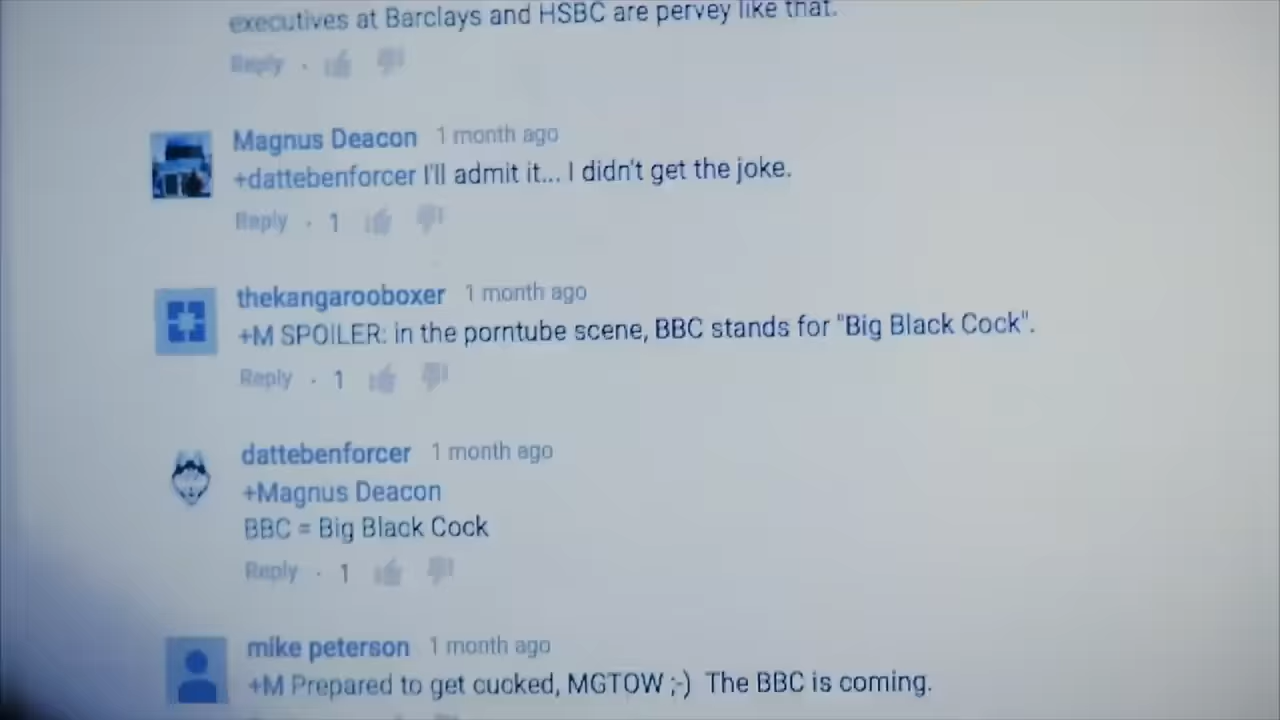 executives at Barclays and HSBC are pervey like that.
Reply
Magnus Deacon 1 month ago
+dattebenforcer I'll admit it... I didn't get the joke.
Reply · 1
thekangarooboxer 1 month ago
+M SPOILER: in the porntube scene, BBC stands for "Big Black Cock".
Reply · 1
dattebenforcer 1 month ago
+Magnus Deacon
BBC = Big Black Cock
Reply · 1
mike peterson 1 month ago
+M Prepared to get cucked, MGTOW ;-) The BBC is coming.